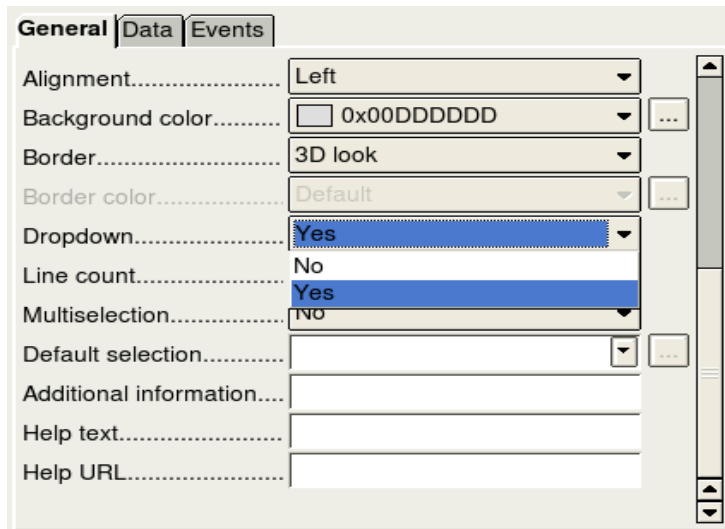 General Data Events
Alignment..................... Left
Background color.......... 0x00DDDDDD ...
Border.......................... 3D look
Border color.................. Default ...
Dropdown..................... Yes
No
Line count....................
Yes
Multiselection............... No
Default selection............ ...
Additional information....
Help text.......................
Help URL......................